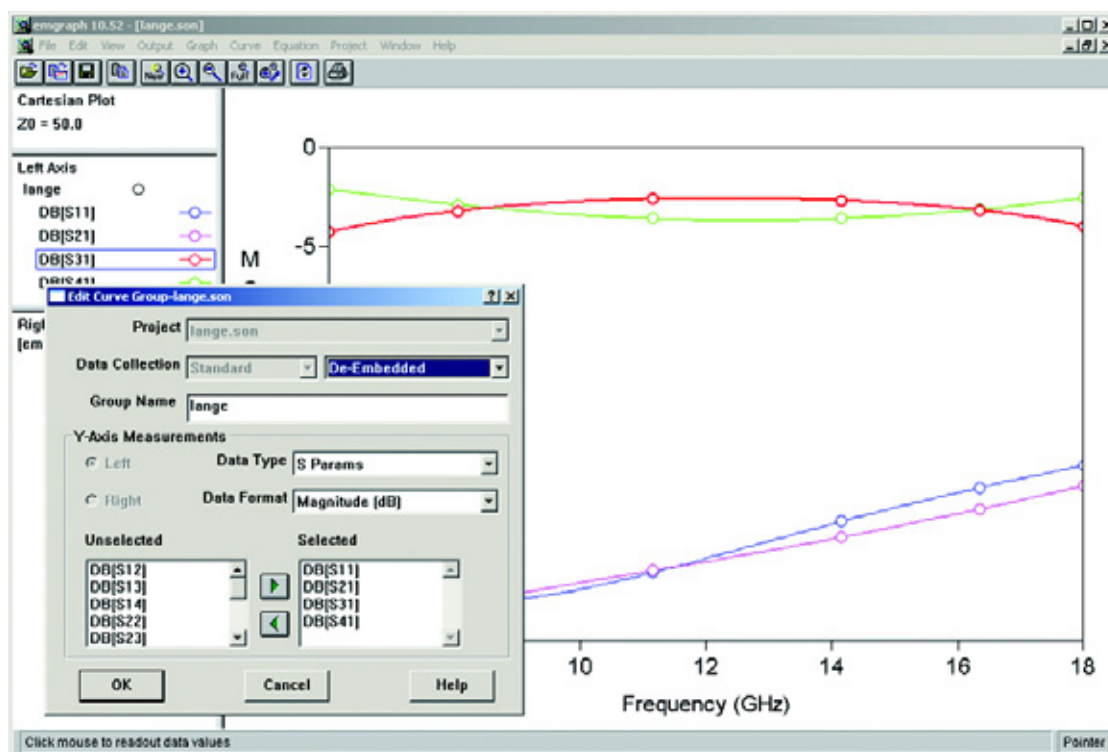 emgraph 10.52 - [lange.son]
File Edit View Output Graph Curve Equation Project Window Help
Cartesian Plot
Z0 = 50.0
Left Axis
lange
DB[S11]
DB[S21]
DB[S31]
DB[S41]
Right
[em
0
-5
M
10 12 14 16 18
Frequency (GHz)
Edit Curve Group-lange.son
Project lange.son
Data Collection Standard De-Embedded
Group Name lange
Y-Axis Measurements
Left Data Type S Params
Right Data Format Magnitude (dB)
Unselected Selected
DB[S12] DB[S11]
DB[S13] DB[S21]
DB[S14] DB[S31]
DB[S22] DB[S41]
DB[S23]
OK Cancel Help
Click mouse to readout data values Pointer